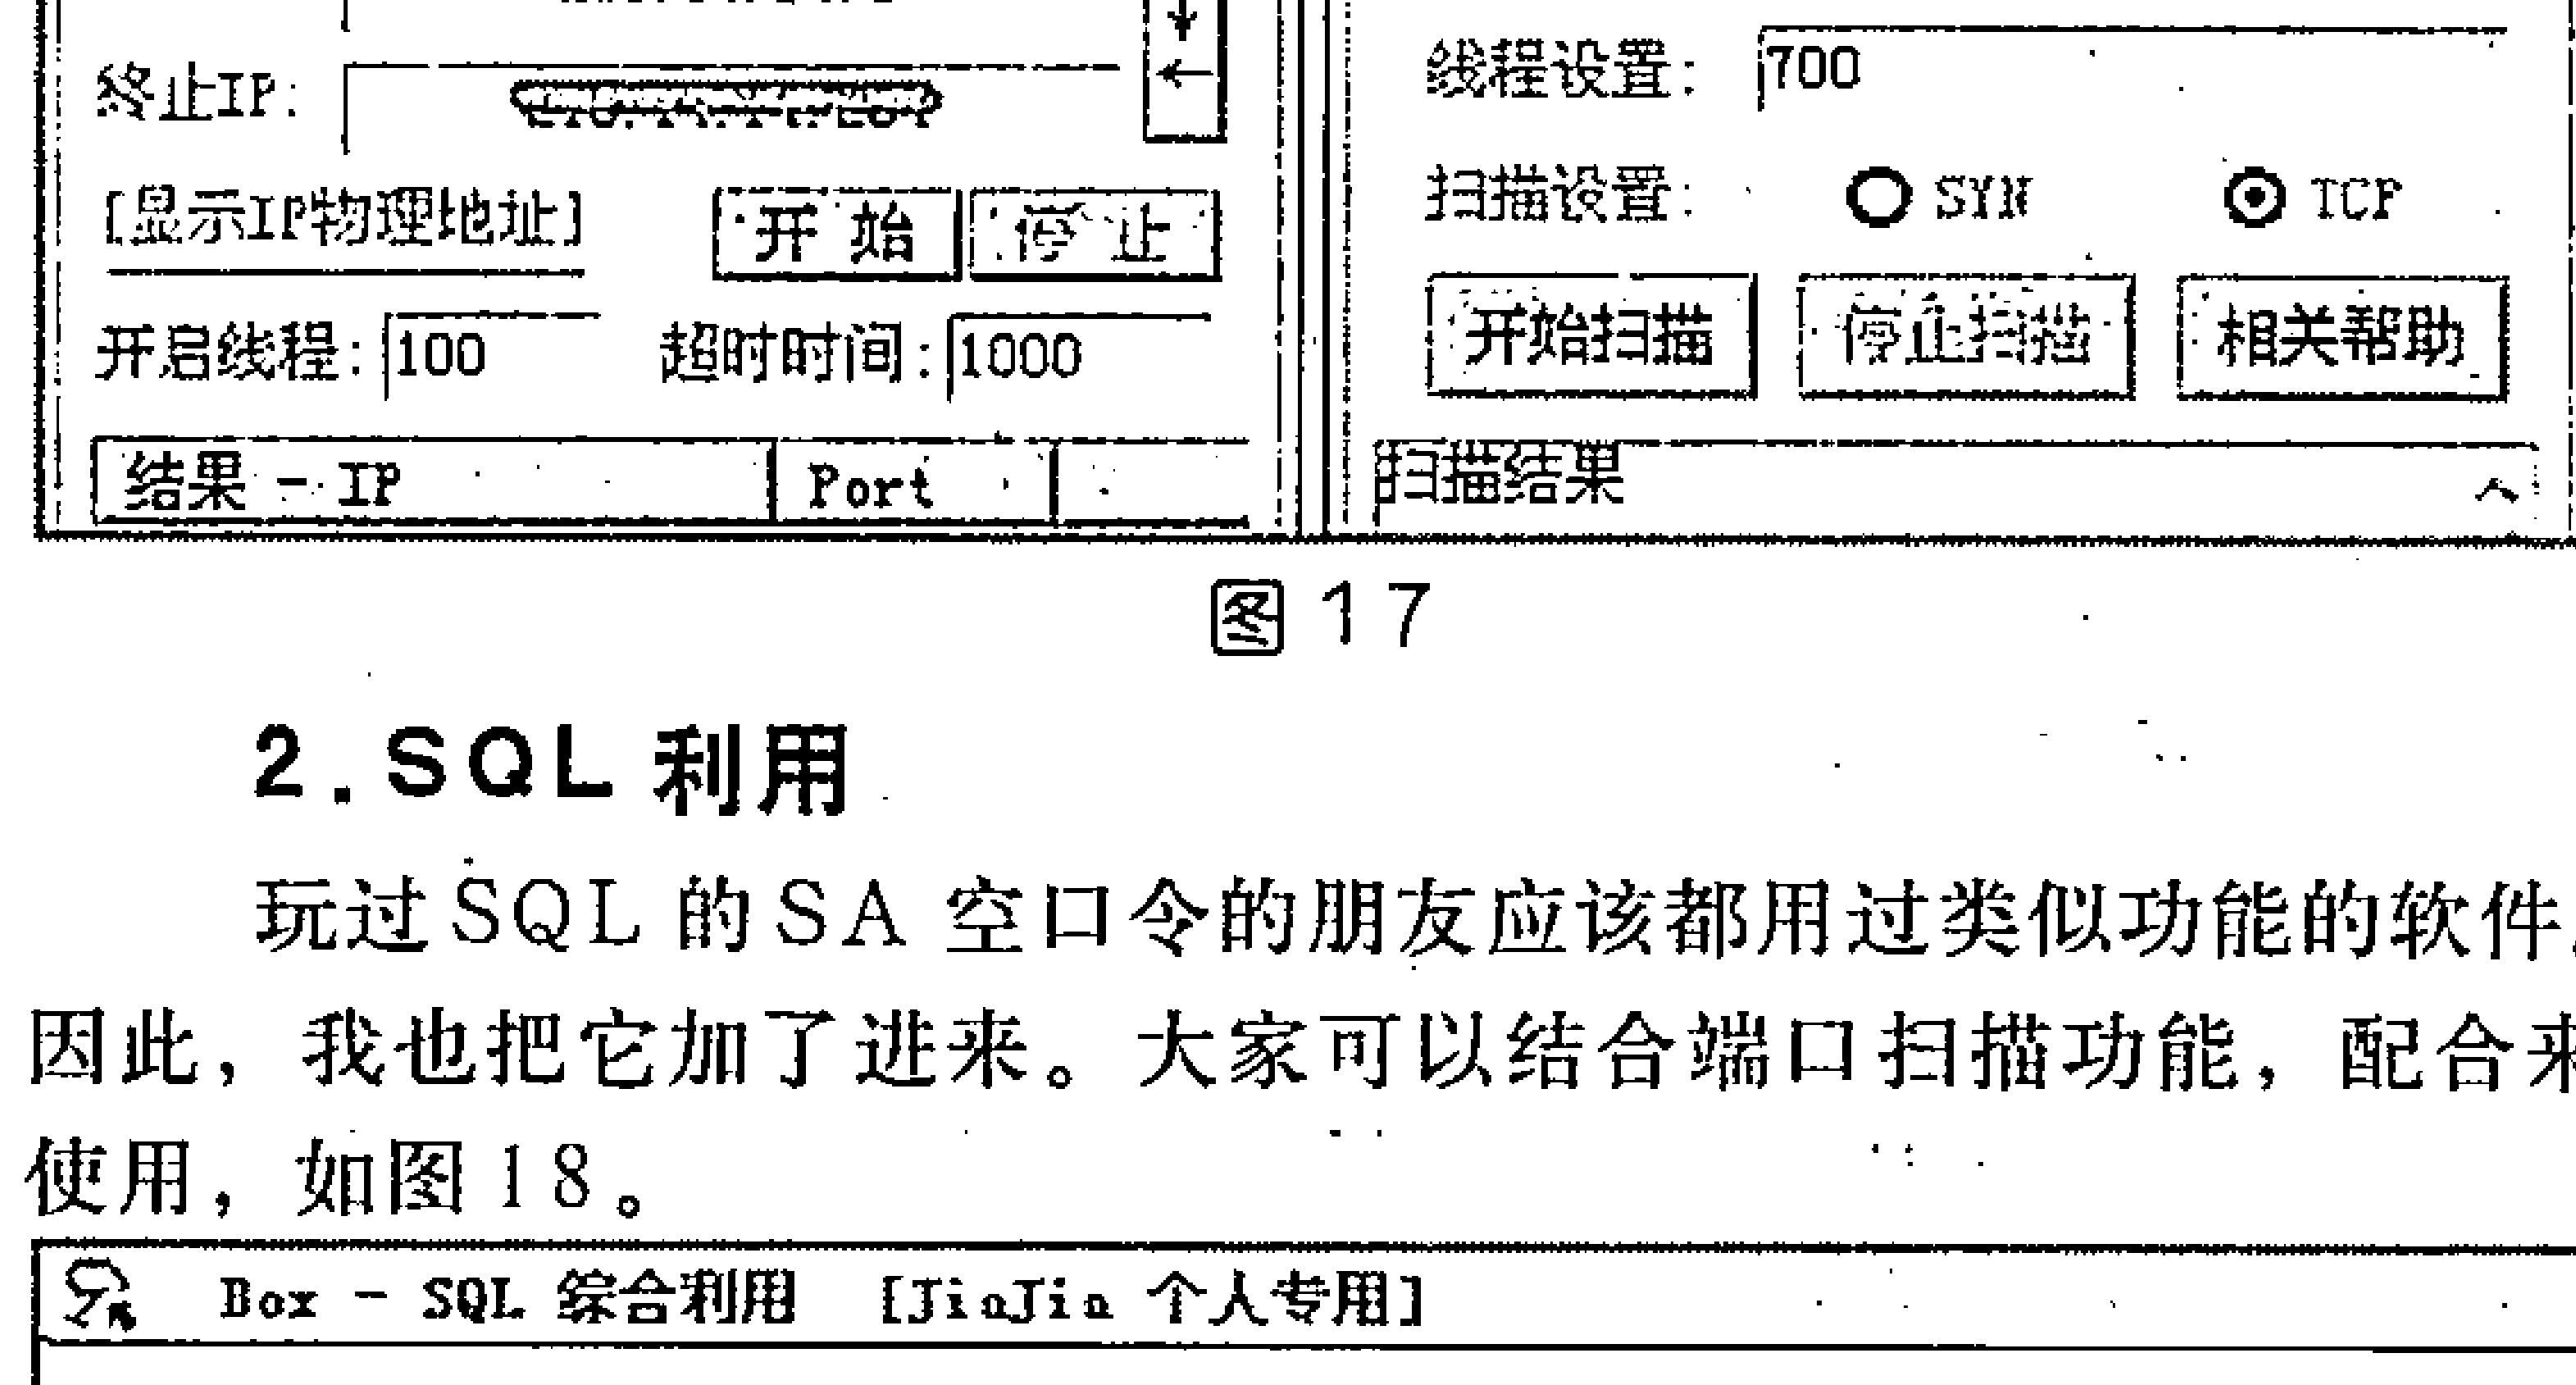 终止IP:
[显示IP物理地址] 开 始 停 止
开启线程: 100 超时时间: 1000
结果 - IP Port
线程设置: 700
扫描设置: SYN TCP
开始扫描 停止扫描 相关帮助
扫描结果
图 17
2.SQL 利用
玩过SQL 的SA 空口令的朋友应该都用过类似功能的软件
因此，我也把它加了进来。大家可以结合端口扫描功能，配合来
使用，如图 18。
Box - SQL 综合利用 [JiaJia 个人专用]